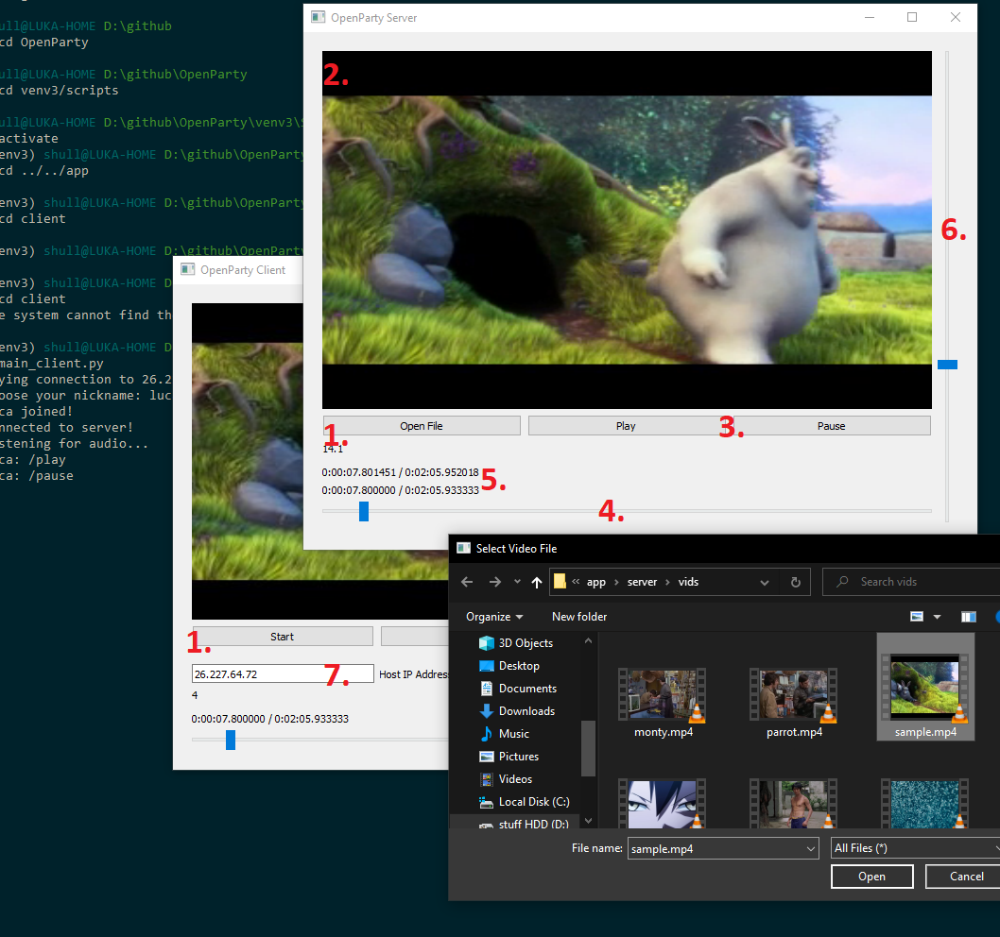 ull@LUKA-HOME D:\github
cd OpenParty
ull@LUKA-HOME D:\github\OpenParty
cd venv3/scripts
ull@LUKA-HOME D:\github\OpenParty\venv3\S
activate
env3) shull@LUKA-HOME D:\github\OpenParty
cd ../../app
env3) shull@LUKA-HOME D:\github\OpenParty
cd client
env3) shull@LUKA-HOME D:\github\OpenParty
env3) shull@LUKA-HOME D
cd client
e system cannot find th
env3) shull@LUKA-HOME D
main_client.py
ying connection to 26.2
oose your nickname: luc
ca joined!
nnected to server!
stening for audio...
ca: /play
ca: /pause
OpenParty Server
2.
6.
Open File
Play
Pause
1.
3.
14.1
0:00:07.801451 / 0:02:05.952018
0:00:07.800000 / 0:02:05.933333
5.
4.
OpenParty Client
Start
1.
26.227.64.72
7.
Host IP Address
4
0:00:07.800000 / 0:02:05.933333
Select Video File
« app › server › vids
Search vids
Organize
New folder
3D Objects
Desktop
Documents
Downloads
Music
Pictures
Videos
Local Disk (C:)
stuff HDD (D:)
monty.mp4
parrot.mp4
sample.mp4
File name:
sample.mp4
All Files (*)
Open
Cancel